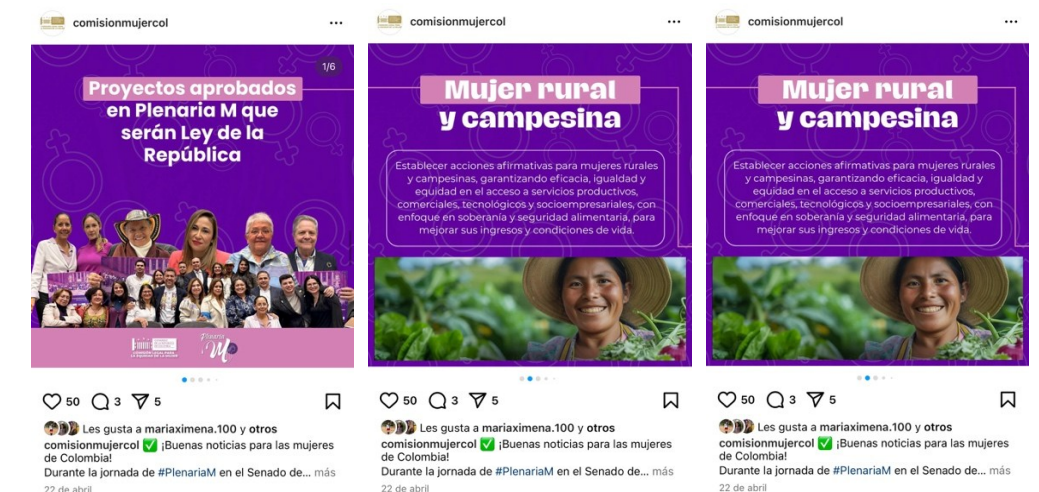 comisionmujercol
1/6
Proyectos aprobados
en Plenaria M que
serán Ley de la
República
Plenaria
M
50
3
5
Les gusta a mariaximena.100 y otros
comisionmujercol ✅ ¡Buenas noticias para las mujeres
de Colombia!
Durante la jornada de #PlenariaM en el Senado de... más
22 de abril
comisionmujercol
Mujer rural
y campesina
Establecer acciones afirmativas para mujeres rurales
y campesinas, garantizando eficacia, igualdad y
equidad en el acceso a servicios productivos,
comerciales, tecnológicos y socioempresariales, con
enfoque en soberanía y seguridad alimentaria, para
mejorar sus ingresos y condiciones de vida.
50
3
5
Les gusta a mariaximena.100 y otros
comisionmujercol ✅ ¡Buenas noticias para las mujeres
de Colombia!
Durante la jornada de #PlenariaM en el Senado de... más
22 de abril
comisionmujercol
Mujer rural
y campesina
Establecer acciones afirmativas para mujeres rurales
y campesinas, garantizando eficacia, igualdad y
equidad en el acceso a servicios productivos,
comerciales, tecnológicos y socioempresariales, con
enfoque en soberanía y seguridad alimentaria, para
mejorar sus ingresos y condiciones de vida.
50
3
5
Les gusta a mariaximena.100 y otros
comisionmujercol ✅ ¡Buenas noticias para las mujeres
de Colombia!
Durante la jornada de #PlenariaM en el Senado de... más
22 de abril